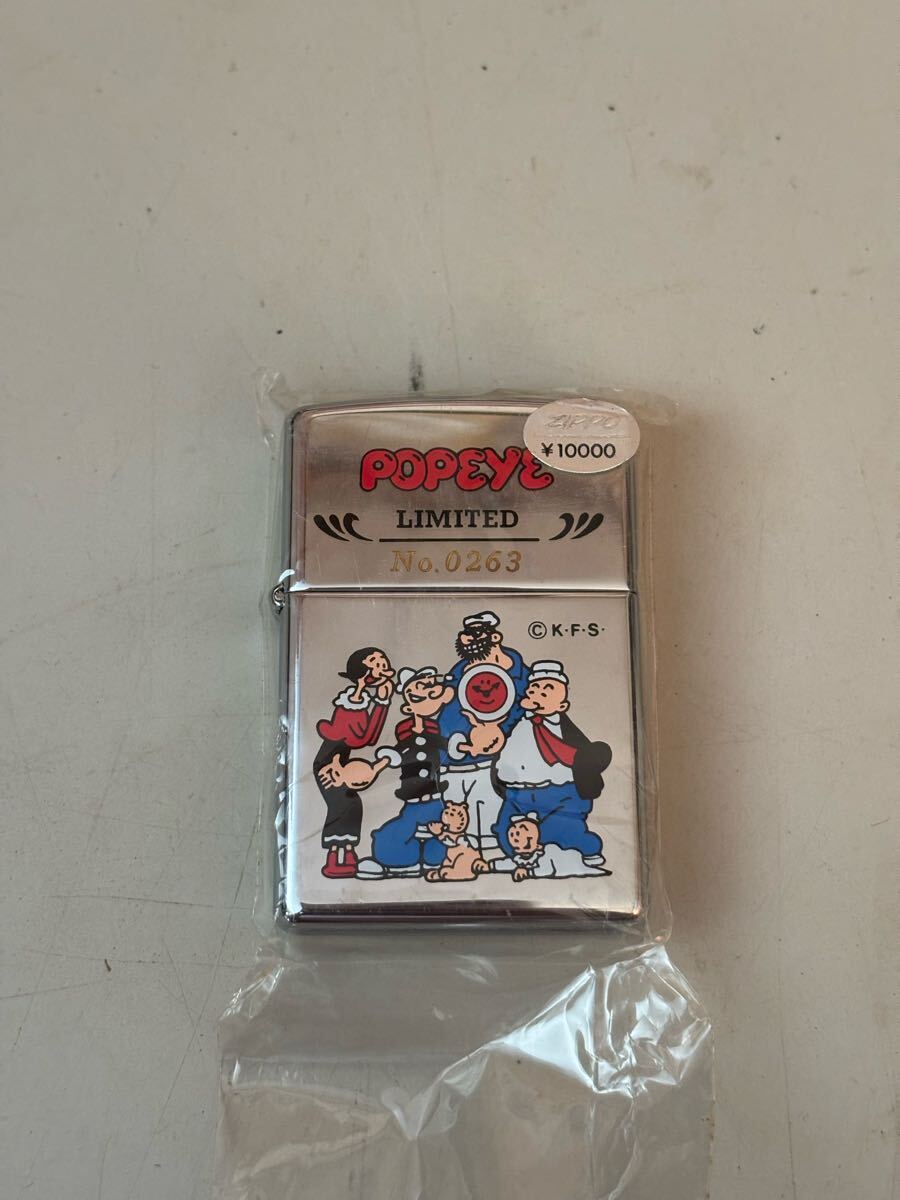 ZIPPO
¥10000
POPEYE
LIMITED
No.0263
©K·F·S·